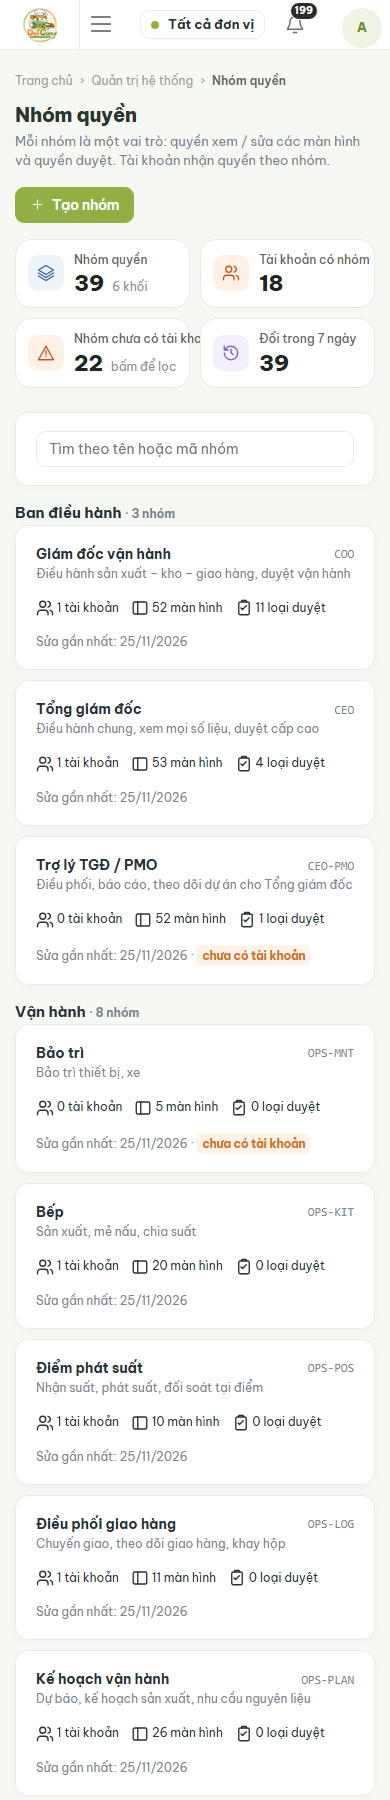 Tất cả đơn vị
199
A
Trang chủ › Quản trị hệ thống › Nhóm quyền
Nhóm quyền
Mỗi nhóm là một vai trò: quyền xem / sửa các màn hình
và quyền duyệt. Tài khoản nhận quyền theo nhóm.
+ Tạo nhóm
Nhóm quyền
39 6 khối
Tài khoản có nhóm
18
Nhóm chưa có tài kho
22 bấm để lọc
Đổi trong 7 ngày
39
Tìm theo tên hoặc mã nhóm
Ban điều hành · 3 nhóm
Giám đốc vận hành COO
Điều hành sản xuất – kho – giao hàng, duyệt vận hành
1 tài khoản 52 màn hình 11 loại duyệt
Sửa gần nhất: 25/11/2026
Tổng giám đốc CEO
Điều hành chung, xem mọi số liệu, duyệt cấp cao
1 tài khoản 53 màn hình 4 loại duyệt
Sửa gần nhất: 25/11/2026
Trợ lý TGĐ / PMO CEO-PMO
Điều phối, báo cáo, theo dõi dự án cho Tổng giám đốc
0 tài khoản 52 màn hình 1 loại duyệt
Sửa gần nhất: 25/11/2026 · chưa có tài khoản
Vận hành · 8 nhóm
Bảo trì OPS-MNT
Bảo trì thiết bị, xe
0 tài khoản 5 màn hình 0 loại duyệt
Sửa gần nhất: 25/11/2026 · chưa có tài khoản
Bếp OPS-KIT
Sản xuất, mẻ nấu, chia suất
1 tài khoản 20 màn hình 0 loại duyệt
Sửa gần nhất: 25/11/2026
Điểm phát suất OPS-POS
Nhận suất, phát suất, đối soát tại điểm
1 tài khoản 10 màn hình 0 loại duyệt
Sửa gần nhất: 25/11/2026
Điều phối giao hàng OPS-LOG
Chuyến giao, theo dõi giao hàng, khay hộp
1 tài khoản 11 màn hình 0 loại duyệt
Sửa gần nhất: 25/11/2026
Kế hoạch vận hành OPS-PLAN
Dự báo, kế hoạch sản xuất, nhu cầu nguyên liệu
1 tài khoản 26 màn hình 0 loại duyệt
Sửa gần nhất: 25/11/2026